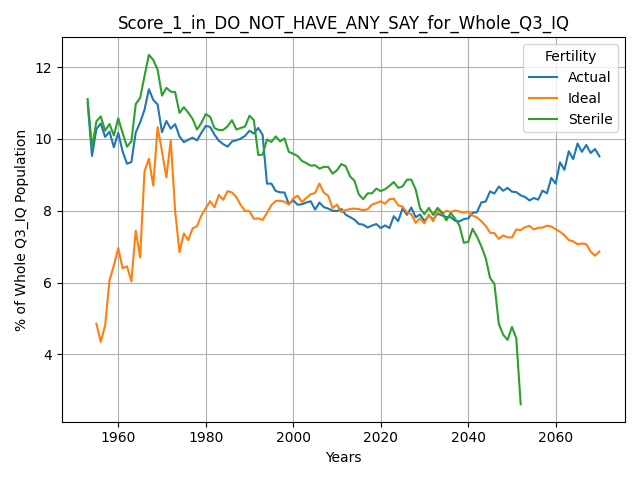 Score_1_in_DO_NOT_HAVE_ANY_SAY_for_Whole_Q3_IQ
Fertility
Actual
Ideal
Sterile
% of Whole Q3_IQ Population
12
10
8
6
4
1960 1980 2000 2020 2040 2060
Years